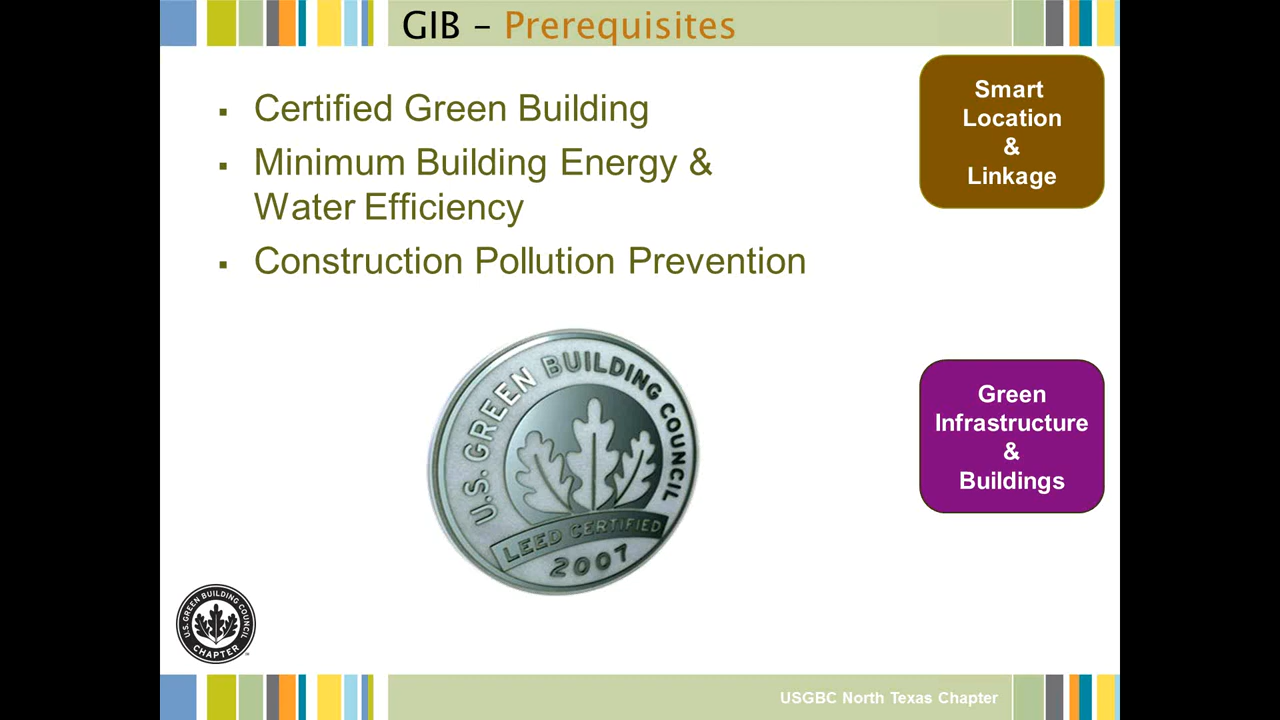 GIB – Prerequisites
▪ Certified Green Building
▪ Minimum Building Energy &
Water Efficiency
▪ Construction Pollution Prevention
Smart
Location
&
Linkage
Green
Infrastructure
&
Buildings
U.S. GREEN BUILDING COUNCIL
LEED CERTIFIED
2007
U.S. GREEN BUILDING COUNCIL
CHAPTER
USGBC North Texas Chapter